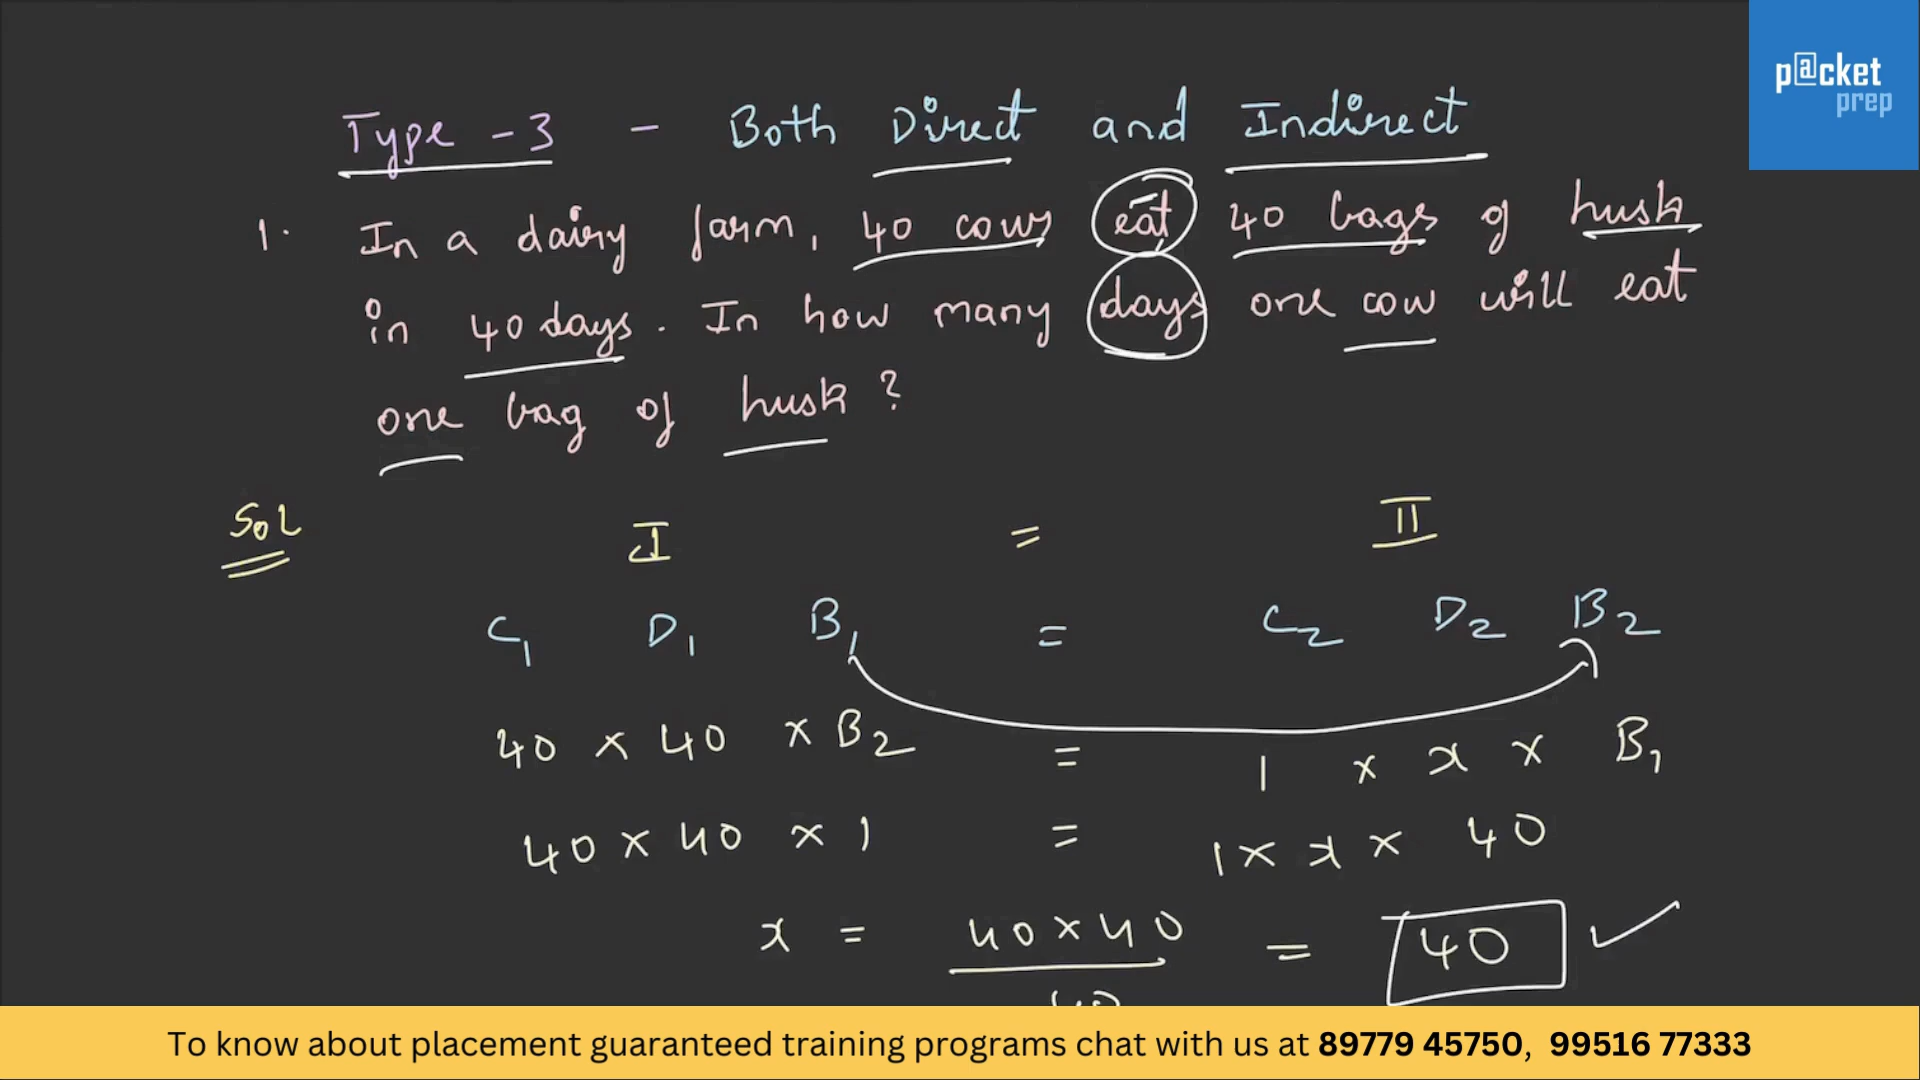 p@cket
prep
Type - 3 - Both Direct and Indirect
1. In a dairy farm, 40 cows eat 40 bags of husk
in 40 days. In how many days one cow will eat
one bag of husk?
Sol
I = II
C1 D1 B1 = C2 D2 B2
40 x 40 x B2 = 1 x x x B1
40 x 40 x 1 = 1 x x x 40
x = 40 x 40 / 40 = 40 ✓
To know about placement guaranteed training programs chat with us at 89779 45750, 99516 77333